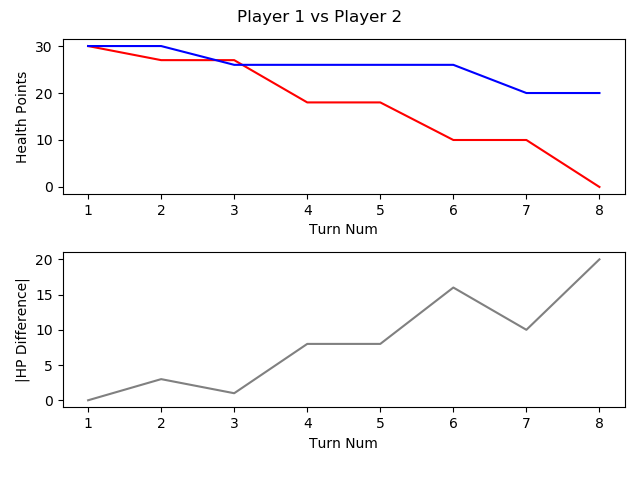 Player 1 vs Player 2
Health Points
30
20
10
0
1 2 3 4 5 6 7 8
Turn Num
|HP Difference|
20
15
10
5
0
1 2 3 4 5 6 7 8
Turn Num